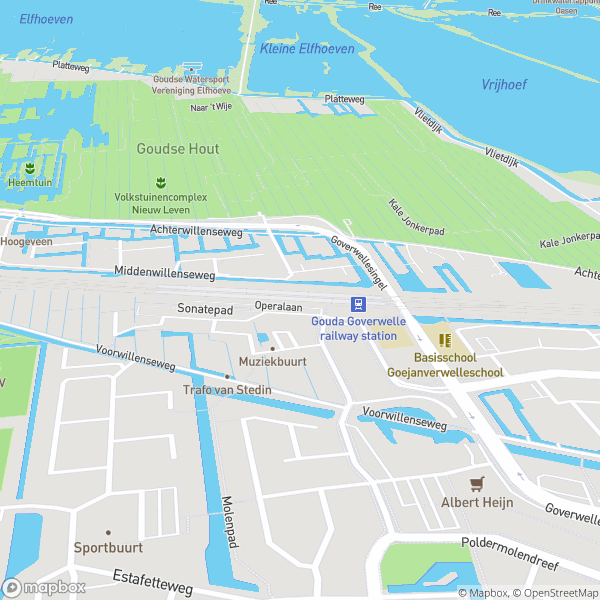 Elfhoeven
Ree
Ree
Ree
Drinkwaterlapping
Oasen
Kleine Elfhoeven
Platteweg
Goudse Watersport
Vereniging Elfhoeve
Vrijhoef
Naar 't Wije
Platteweg
Vlietdijk
Vlietdijk
Goudse Hout
Heemtuin
Volkstuinencomplex
Nieuw Leven
Kale Jonkerpad
Kale Jonkerpad
Hoogeveen
Achterwillenseweg
Goverwellesingel
Middenwillenseweg
Achte
Sonatepad
Operalaan
Gouda Goverwelle
railway station
Voorwillenseweg
Muziekbuurt
Basisschool
Goejanverwelleschool
V
Trafo van Stedin
Voorwillenseweg
Molenpad
Albert Heijn
Goverwelle
Sportbuurt
Poldermolendreef
Estafetteweg
mapbox
© Mapbox, © OpenStreetMap